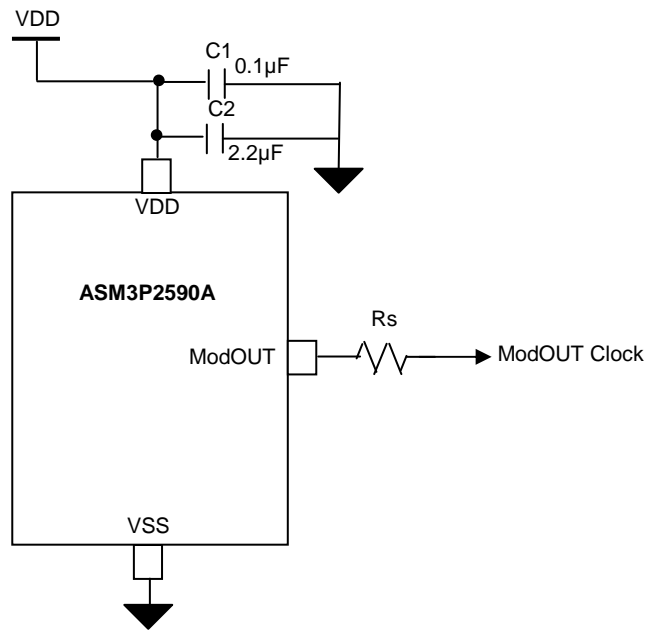 VDD
C1
0.1µF
C2
2.2µF
VDD
ASM3P2590A
Rs
ModOUT
ModOUT Clock
VSS